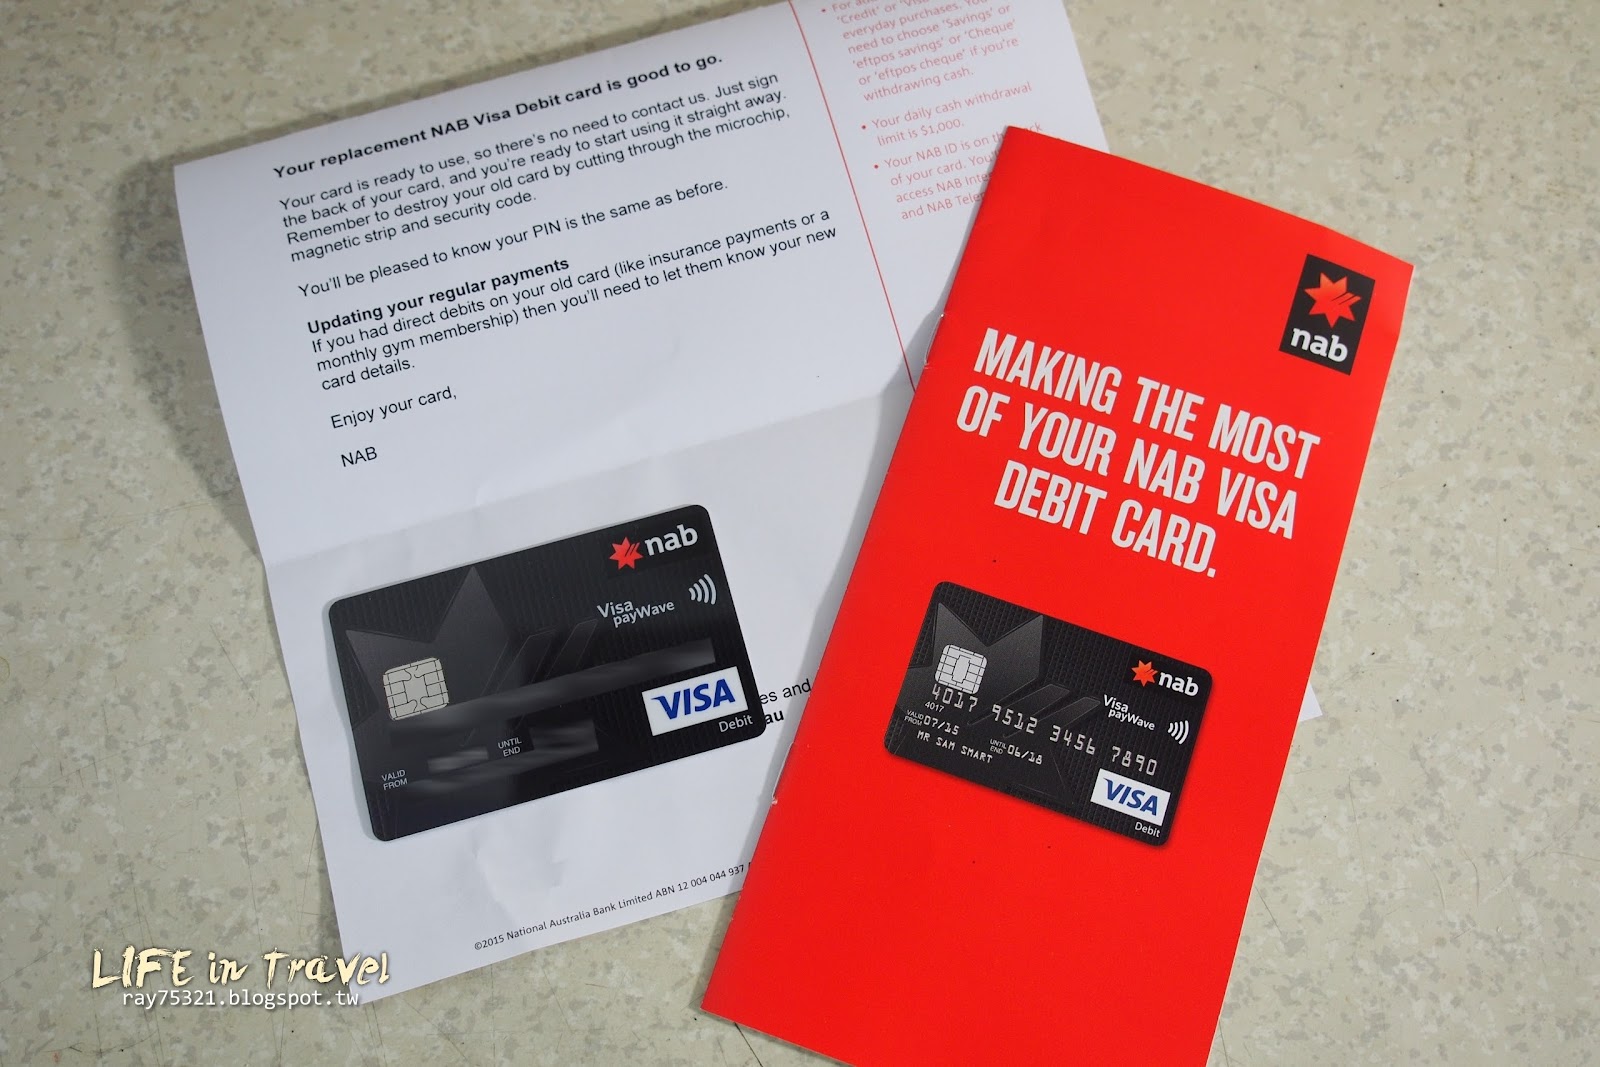 Your replacement NAB Visa Debit card is good to go.
Your card is ready to use, so there's no need to contact us. Just sign
the back of your card, and you're ready to start using it straight away.
Remember to destroy your old card by cutting through the microchip,
magnetic strip and security code.
You'll be pleased to know your PIN is the same as before.
Updating your regular payments
If you had direct debits on your old card (like insurance payments or a
monthly gym membership) then you'll need to let them know your new
card details.
Enjoy your card,
NAB
'Credit' or
everyday purchases.
need to choose 'Savings' or
'eftpos savings' or 'Cheque'
or 'eftpos cheque' if you're
withdrawing cash.
• Your daily cash withdrawal
limit is $1,000.
• Your NAB ID is on
of your card.
access NAB
and NAB
nab
Visa
payWave
VISA
Debit
VALID
FROM
UNTIL
END
es and
au
©2015 National Australia Bank Limited ABN 12 004 044 937
nab
MAKING THE MOST
OF YOUR NAB VISA
DEBIT CARD.
nab
Visa
payWave
4017 9512 3456 7890
4017
VALID
FROM 07/15
UNTIL
END 06/18
MR SAM SMART
VISA
Debit
LIFE in Travel
ray75321.blogspot.tw